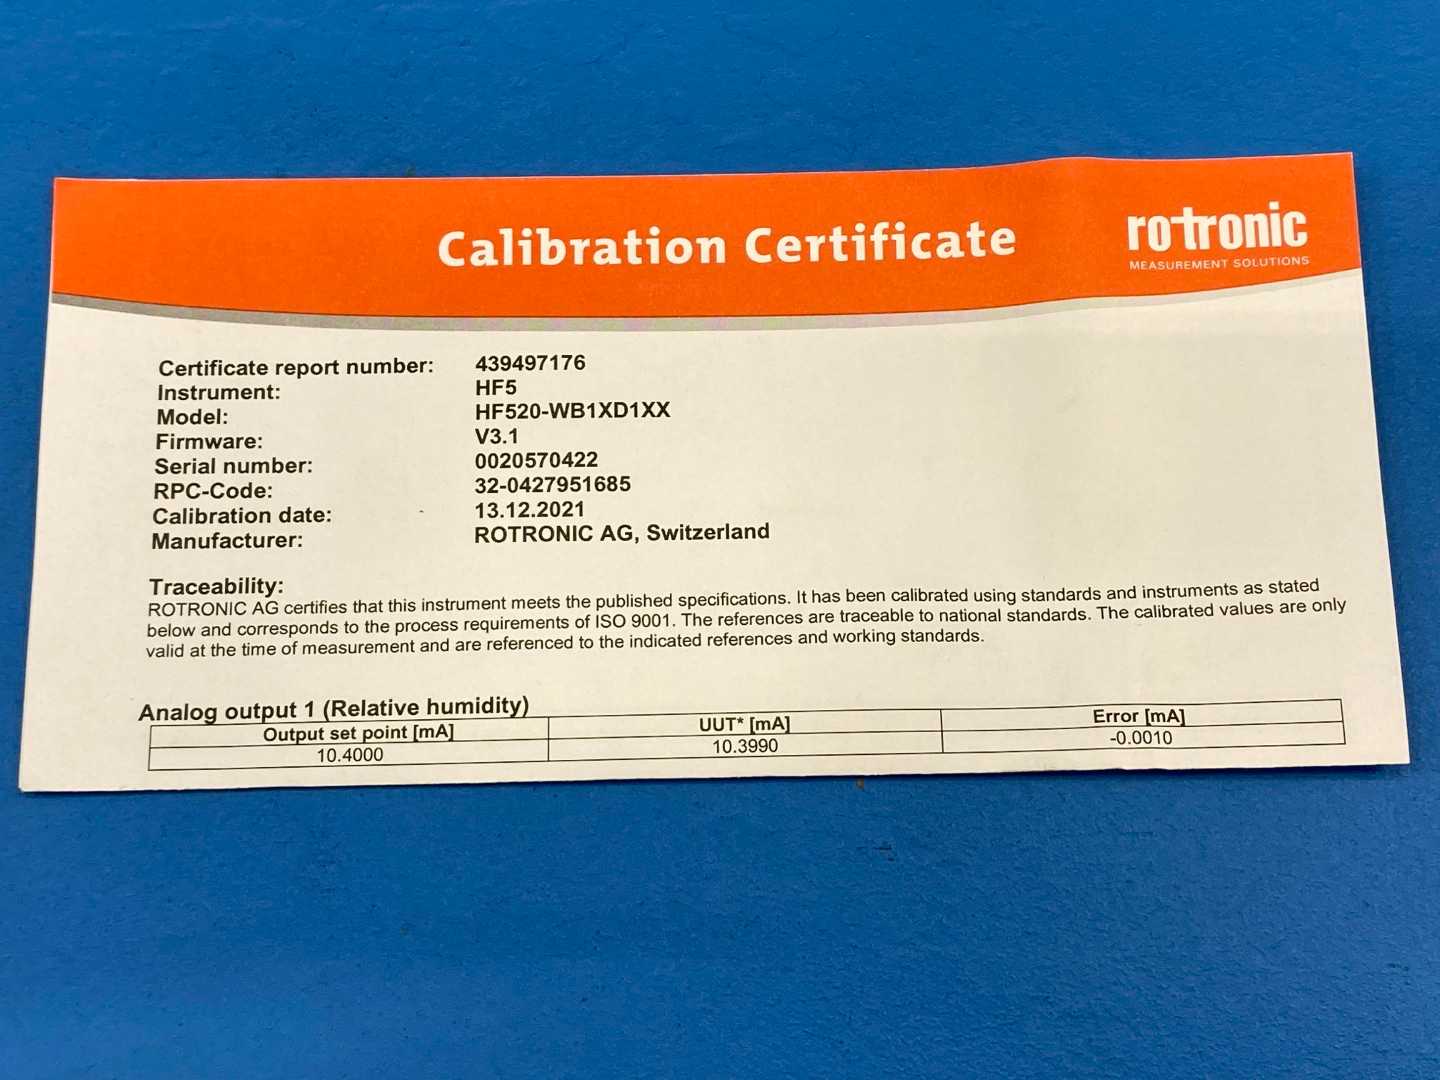 Calibration Certificate
rotronic
MEASUREMENT SOLUTIONS
Certificate report number: 439497176
Instrument: HF5
Model: HF520-WB1XD1XX
Firmware: V3.1
Serial number: 0020570422
RPC-Code: 32-0427951685
Calibration date: 13.12.2021
Manufacturer: ROTRONIC AG, Switzerland
Traceability:
ROTRONIC AG certifies that this instrument meets the published specifications. It has been calibrated using standards and instruments as stated
below and corresponds to the process requirements of ISO 9001. The references are traceable to national standards. The calibrated values are only
valid at the time of measurement and are referenced to the indicated references and working standards.
Analog output 1 (Relative humidity)
Output set point [mA] UUT* [mA] Error [mA]
10.4000 10.3990 -0.0010